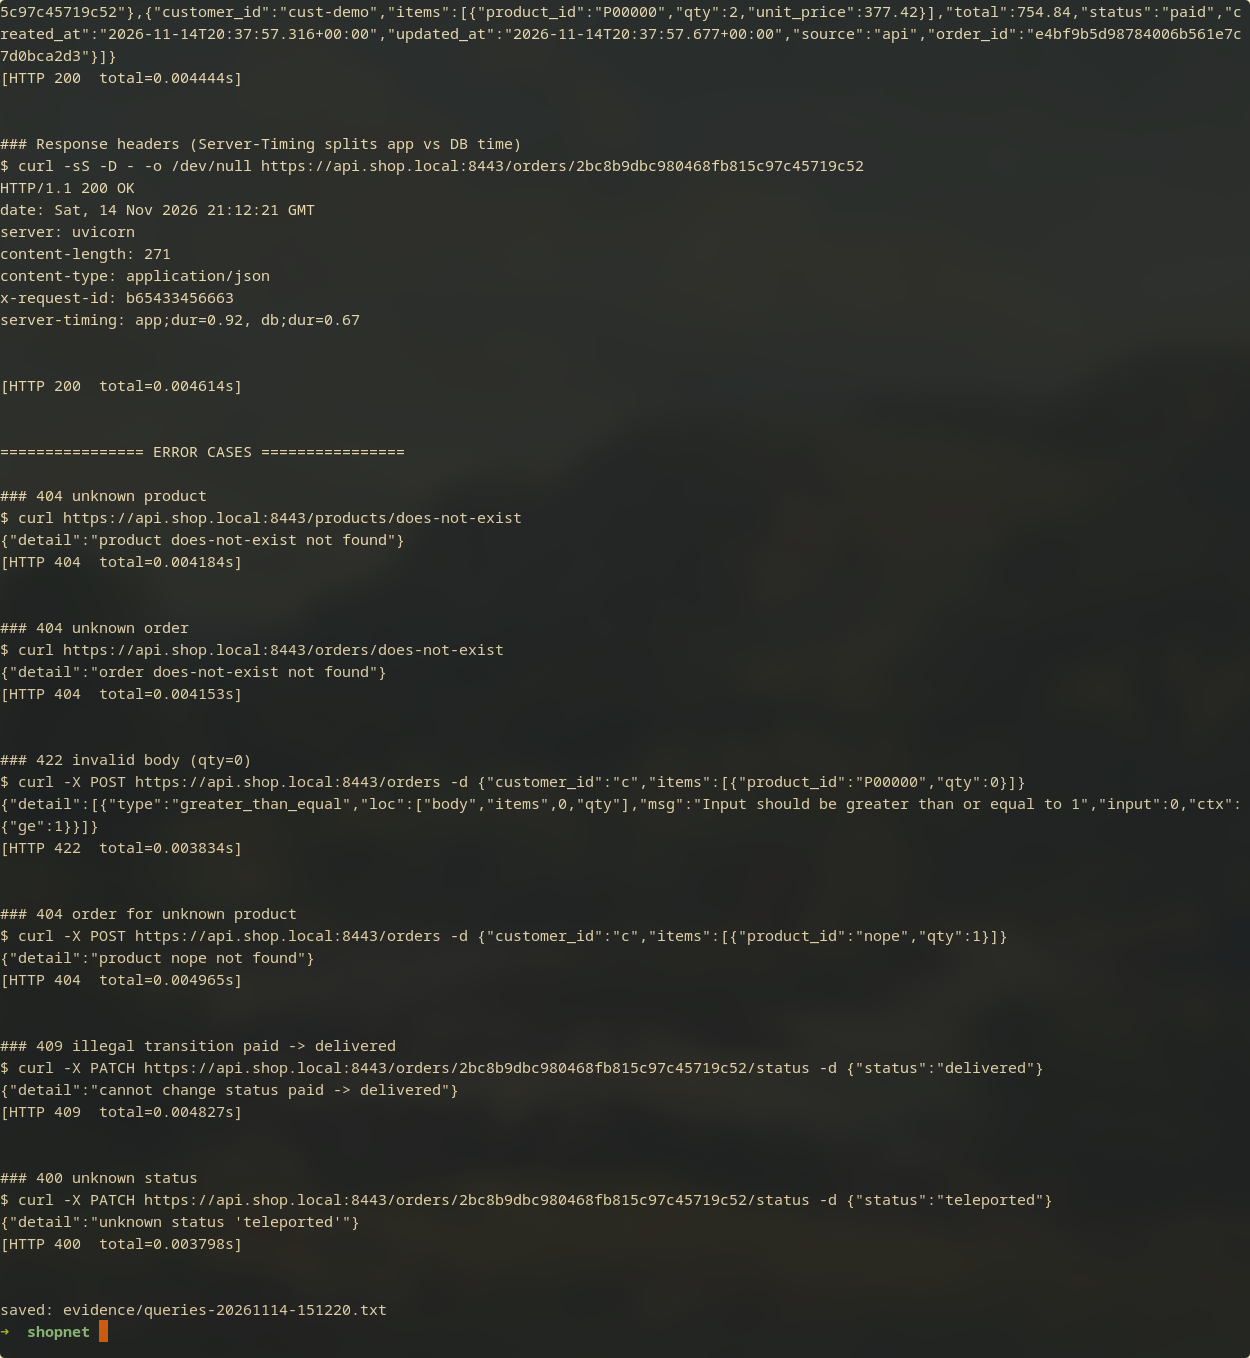 5c97c45719c52"},{"customer_id":"cust-demo","items":[{"product_id":"P00000","qty":2,"unit_price":377.42}],"total":754.84,"status":"paid","c
reated_at":"2026-11-14T20:37:57.316+00:00","updated_at":"2026-11-14T20:37:57.677+00:00","source":"api","order_id":"e4bf9b5d98784006b561e7c
7d0bca2d3"}]}
[HTTP 200  total=0.004444s]
### Response headers (Server-Timing splits app vs DB time)
$ curl -sS -D - -o /dev/null https://api.shop.local:8443/orders/2bc8b9dbc980468fb815c97c45719c52
HTTP/1.1 200 OK
date: Sat, 14 Nov 2026 21:12:21 GMT
server: uvicorn
content-length: 271
content-type: application/json
x-request-id: b65433456663
server-timing: app;dur=0.92, db;dur=0.67
[HTTP 200  total=0.004614s]
================ ERROR CASES ================
### 404 unknown product
$ curl https://api.shop.local:8443/products/does-not-exist
{"detail":"product does-not-exist not found"}
[HTTP 404  total=0.004184s]
### 404 unknown order
$ curl https://api.shop.local:8443/orders/does-not-exist
{"detail":"order does-not-exist not found"}
[HTTP 404  total=0.004153s]
### 422 invalid body (qty=0)
$ curl -X POST https://api.shop.local:8443/orders -d {"customer_id":"c","items":[{"product_id":"P00000","qty":0}]}
{"detail":[{"type":"greater_than_equal","loc":["body","items",0,"qty"],"msg":"Input should be greater than or equal to 1","input":0,"ctx":
{"ge":1}}]}
[HTTP 422  total=0.003834s]
### 404 order for unknown product
$ curl -X POST https://api.shop.local:8443/orders -d {"customer_id":"c","items":[{"product_id":"nope","qty":1}]}
{"detail":"product nope not found"}
[HTTP 404  total=0.004965s]
### 409 illegal transition paid -> delivered
$ curl -X PATCH https://api.shop.local:8443/orders/2bc8b9dbc980468fb815c97c45719c52/status -d {"status":"delivered"}
{"detail":"cannot change status paid -> delivered"}
[HTTP 409  total=0.004827s]
### 400 unknown status
$ curl -X PATCH https://api.shop.local:8443/orders/2bc8b9dbc980468fb815c97c45719c52/status -d {"status":"teleported"}
{"detail":"unknown status 'teleported'"}
[HTTP 400  total=0.003798s]
saved: evidence/queries-20261114-151220.txt
➜  shopnet